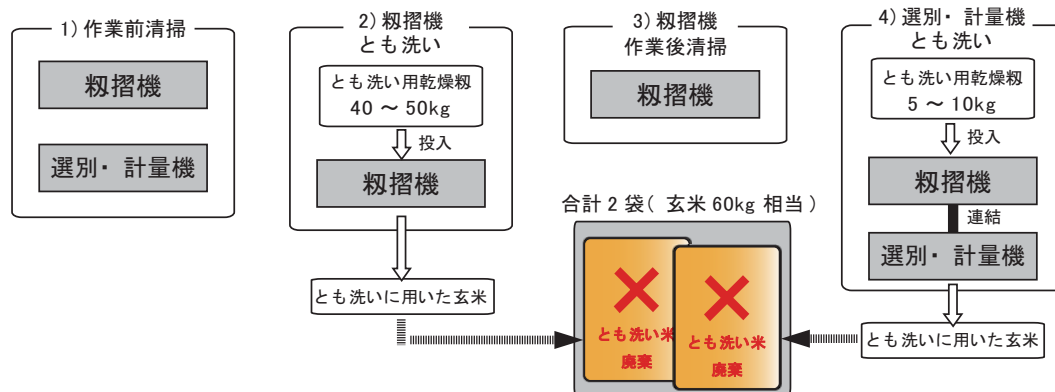 1）作業前清掃
籾摺機
選別・計量機
2）籾摺機
とも洗い
とも洗い用乾燥籾
40 ～ 50kg
投入
籾摺機
とも洗いに用いた玄米
3）籾摺機
作業後清掃
籾摺機
合計 2 袋（ 玄米 60kg 相当 ）
とも洗い米
廃棄
とも洗い米
廃棄
4）選別・計量機
とも洗い
とも洗い用乾燥籾
5 ～ 10kg
投入
籾摺機
連結
選別・計量機
とも洗いに用いた玄米